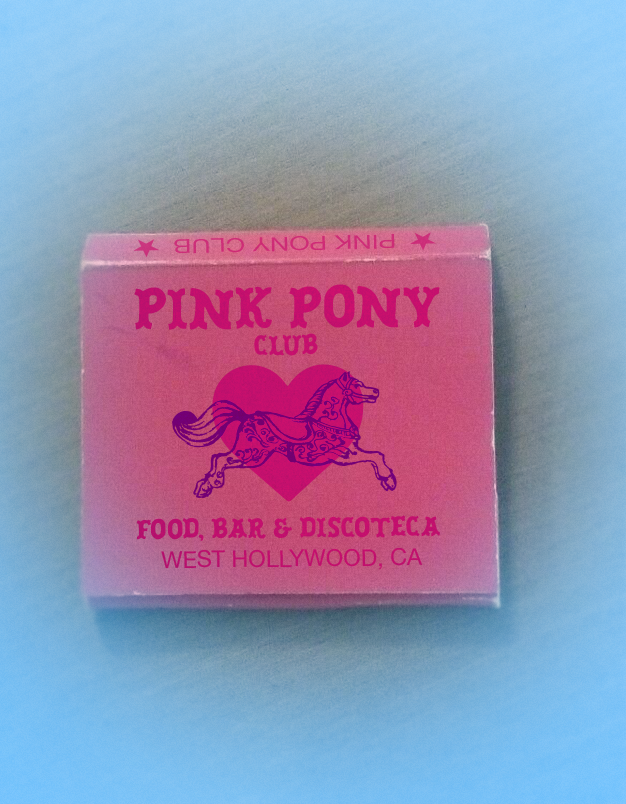 ★ PINK PONY CLUB ★
PINK PONY
CLUB
FOOD, BAR & DISCOTECA
WEST HOLLYWOOD, CA